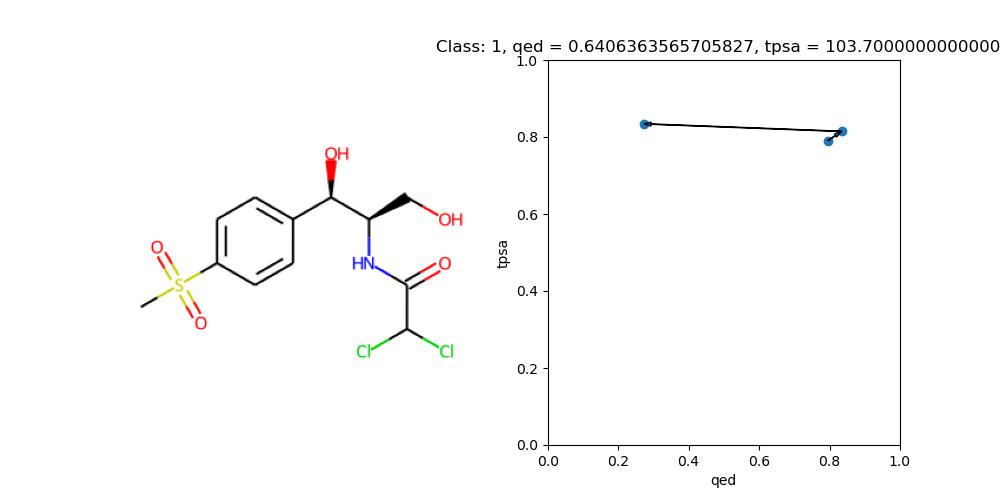 Class: 1, qed = 0.6406363565705827, tpsa = 103.7000000000000
OH
OH
HN
O
O
S
O
Cl
Cl
1.0
0.8
0.6
0.4
0.2
0.0
tpsa
0.0 0.2 0.4 0.6 0.8 1.0
qed